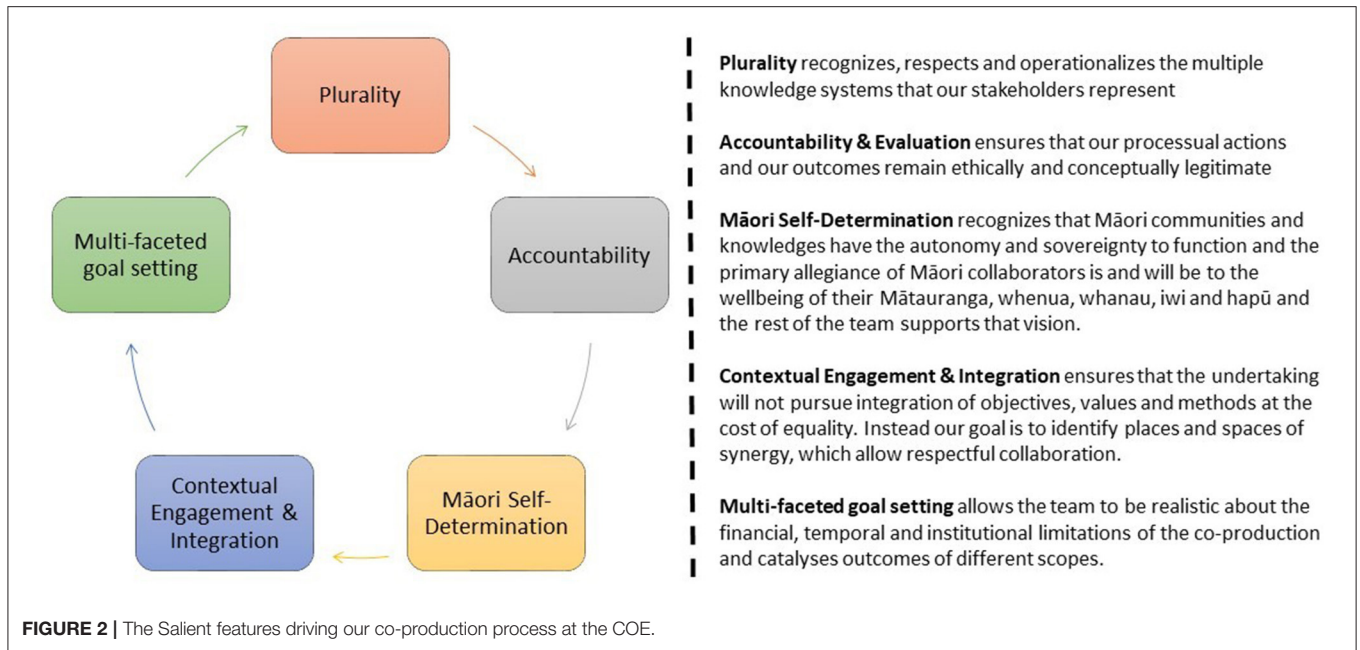 Plurality
Accountability
Māori Self-
Determination
Contextual
Engagement &
Integration
Multi-faceted
goal setting
Plurality recognizes, respects and operationalizes the multiple
knowledge systems that our stakeholders represent
Accountability & Evaluation ensures that our processual actions
and our outcomes remain ethically and conceptually legitimate
Māori Self-Determination recognizes that Māori communities and
knowledges have the autonomy and sovereignty to function and the
primary allegiance of Māori collaborators is and will be to the
wellbeing of their Mātauranga, whenua, whanau, iwi and hapū and
the rest of the team supports that vision.
Contextual Engagement & Integration ensures that the undertaking
will not pursue integration of objectives, values and methods at the
cost of equality. Instead our goal is to identify places and spaces of
synergy, which allow respectful collaboration.
Multi-faceted goal setting allows the team to be realistic about the
financial, temporal and institutional limitations of the co-production
and catalyses outcomes of different scopes.
FIGURE 2 | The Salient features driving our co-production process at the COE.